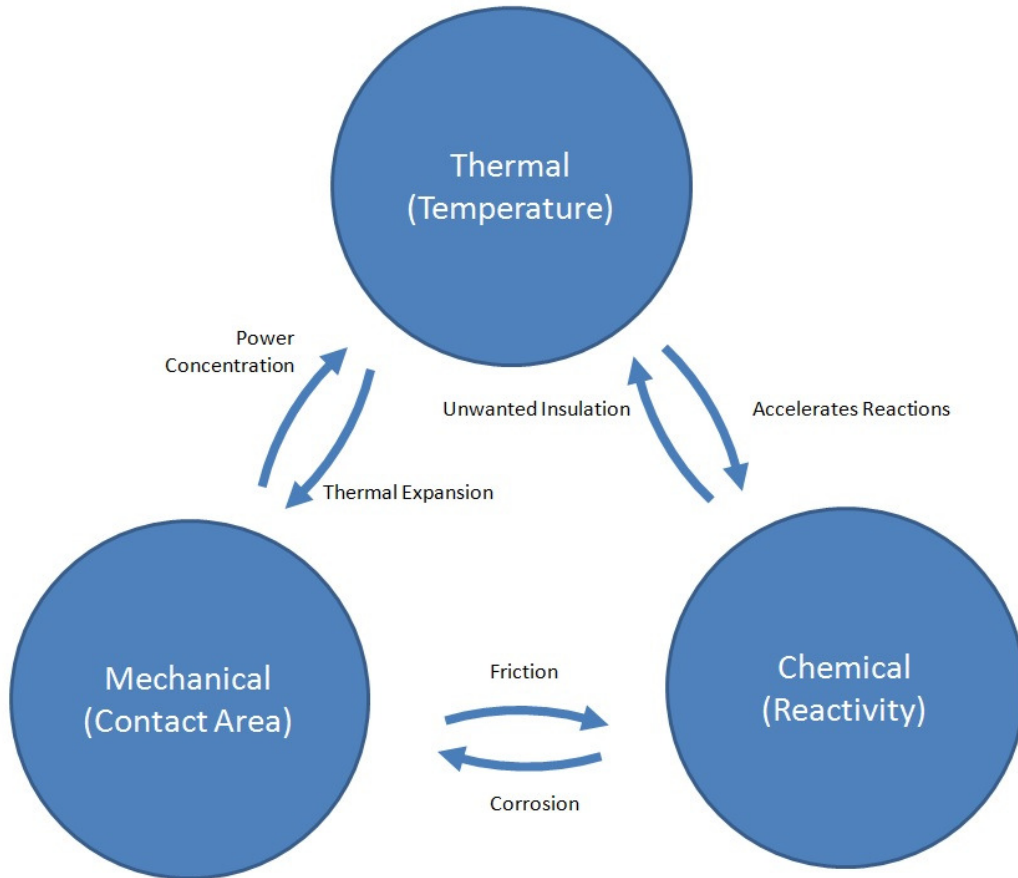 Thermal
(Temperature)
Power
Concentration
Unwanted Insulation
Accelerates Reactions
Thermal Expansion
Mechanical
(Contact Area)
Friction
Chemical
(Reactivity)
Corrosion